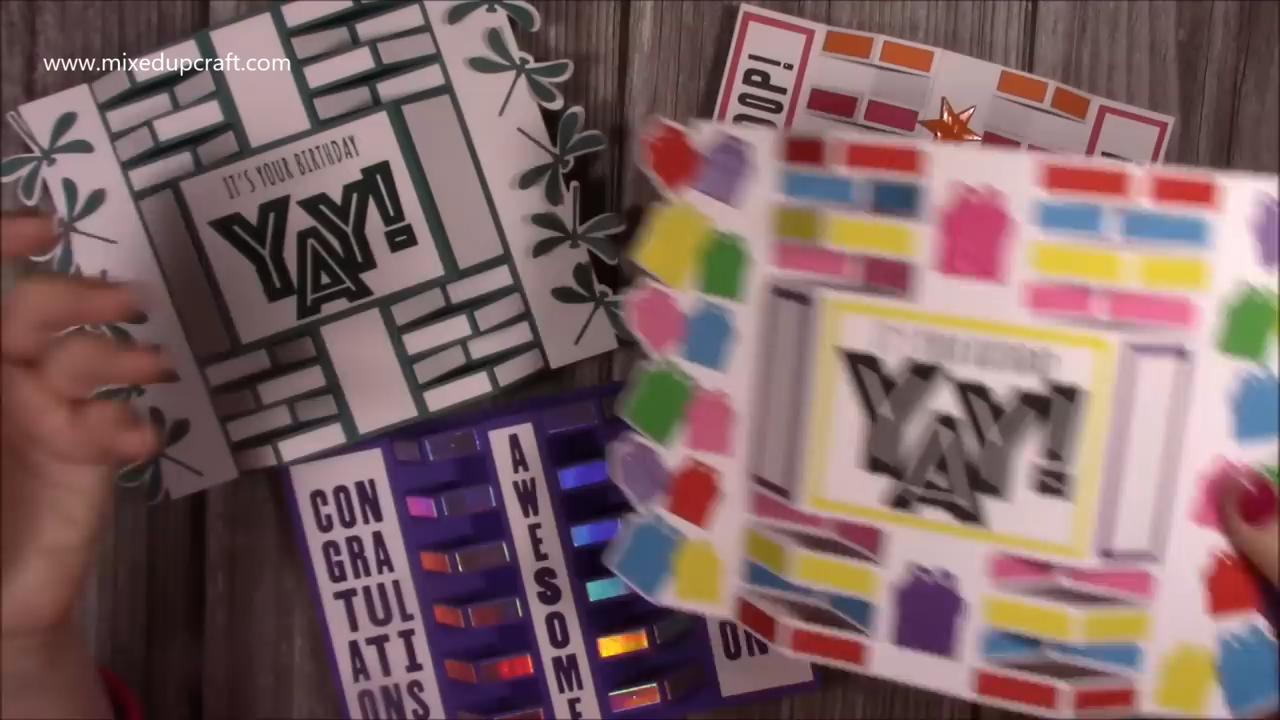 www.mixedupcraft.com
IT'S YOUR BIRTHDAY
YAY!
OOP!
YAY!
CON
GRA
TUL
ATI
ONS
AWESOME
ON